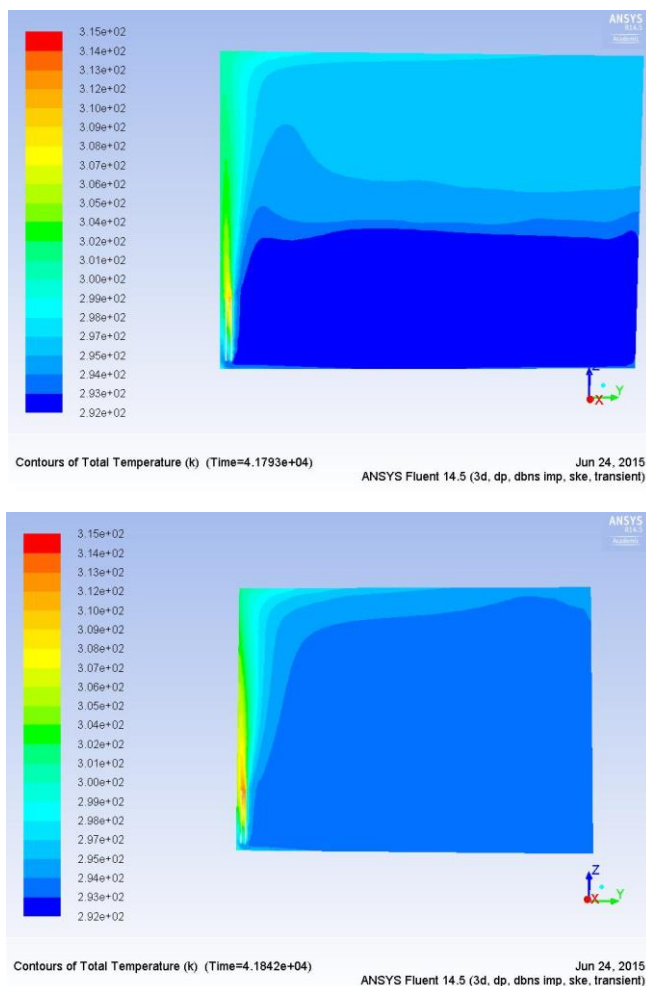 ANSYS
R14.5
Academic
3.15e+02
3.14e+02
3.13e+02
3.12e+02
3.10e+02
3.09e+02
3.08e+02
3.07e+02
3.06e+02
3.05e+02
3.04e+02
3.02e+02
3.01e+02
3.00e+02
2.99e+02
2.98e+02
2.97e+02
2.95e+02
2.94e+02
2.93e+02
2.92e+02
Z
Y
X
Contours of Total Temperature (k) (Time=4.1793e+04)
Jun 24, 2015
ANSYS Fluent 14.5 (3d, dp, dbns imp, ske, transient)
ANSYS
R14.5
Academic
3.15e+02
3.14e+02
3.13e+02
3.12e+02
3.10e+02
3.09e+02
3.08e+02
3.07e+02
3.06e+02
3.05e+02
3.04e+02
3.02e+02
3.01e+02
3.00e+02
2.99e+02
2.98e+02
2.97e+02
2.95e+02
2.94e+02
2.93e+02
2.92e+02
Z
Y
X
Contours of Total Temperature (k) (Time=4.1842e+04)
Jun 24, 2015
ANSYS Fluent 14.5 (3d, dp, dbns imp, ske, transient)